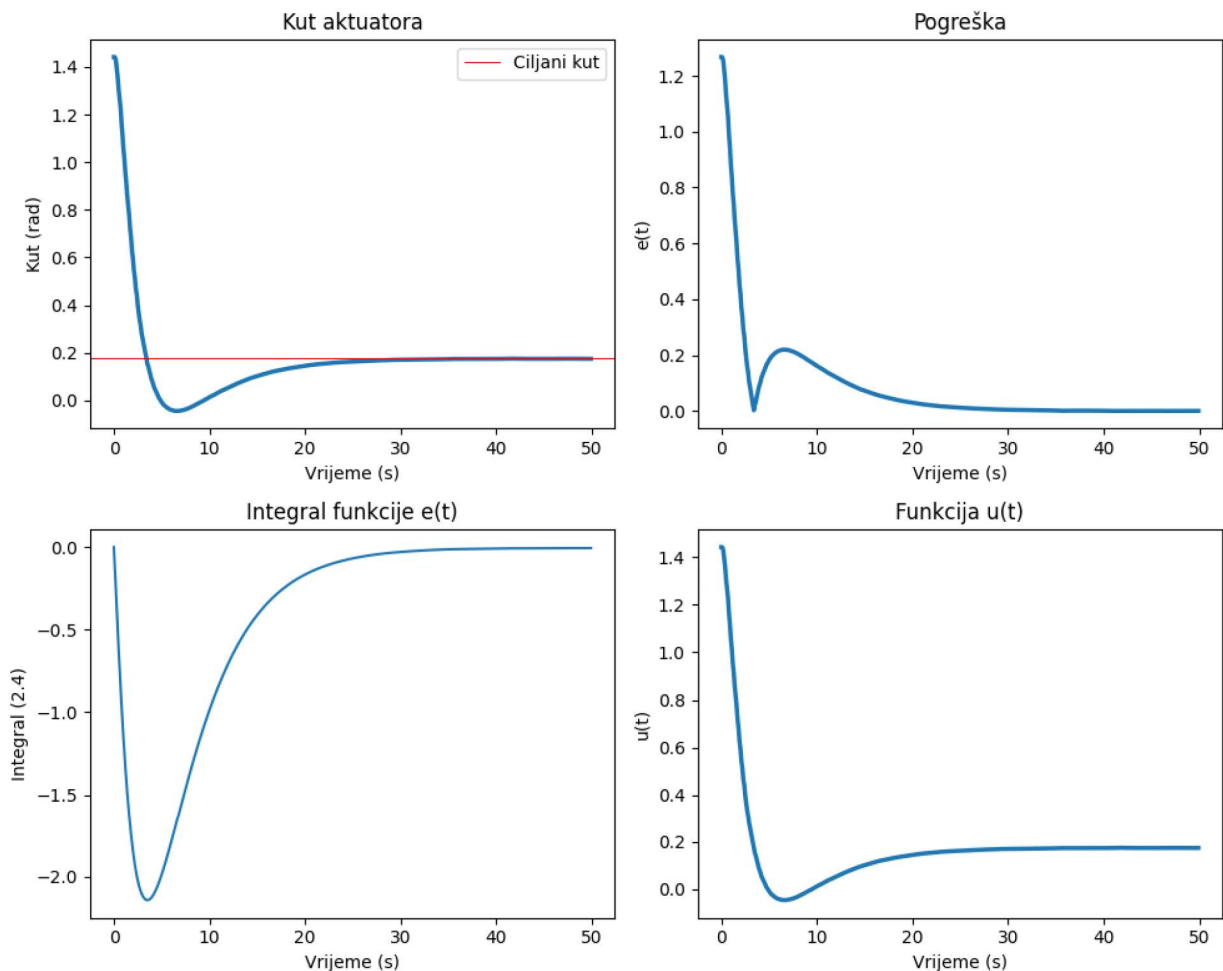 Kut aktuatora
Kut (rad)
1.4
1.2
1.0
0.8
0.6
0.4
0.2
0.0
Ciljani kut
0 10 20 30 40 50
Vrijeme (s)
Pogreška
e(t)
1.2
1.0
0.8
0.6
0.4
0.2
0.0
0 10 20 30 40 50
Vrijeme (s)
Integral funkcije e(t)
Integral (2.4)
0.0
−0.5
−1.0
−1.5
−2.0
0 10 20 30 40 50
Vrijeme (s)
Funkcija u(t)
u(t)
1.4
1.2
1.0
0.8
0.6
0.4
0.2
0.0
0 10 20 30 40 50
Vrijeme (s)